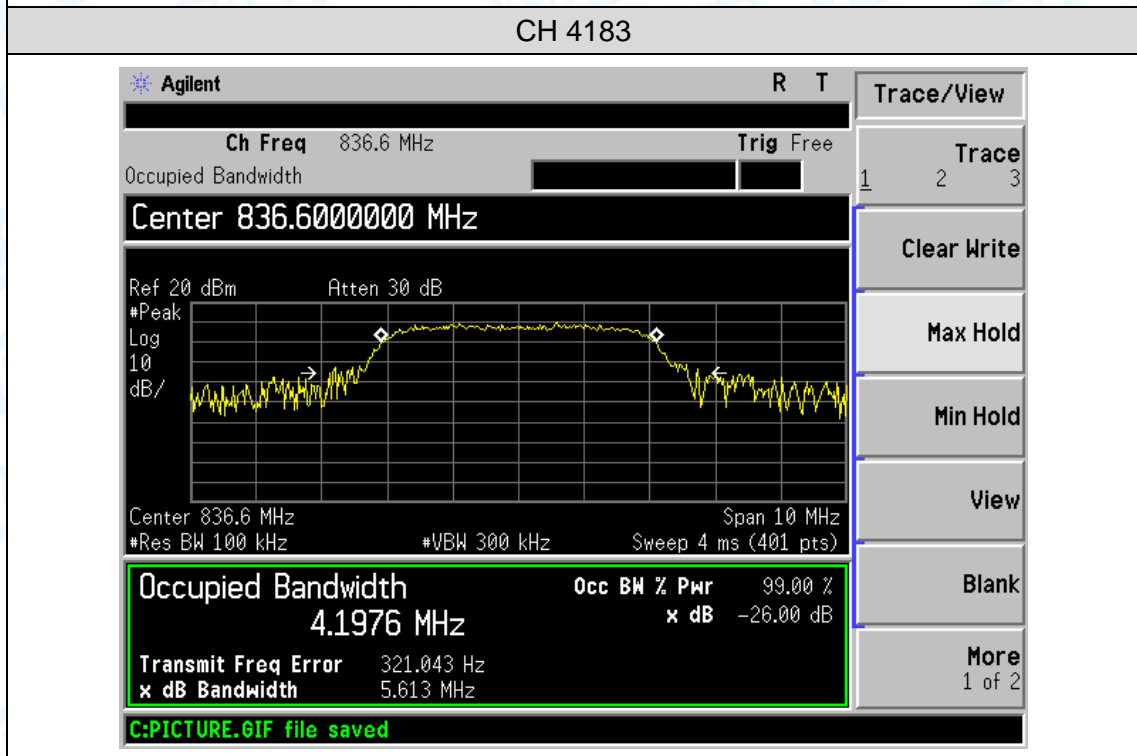 CH 4183
Agilent R T
Trace/View
Ch Freq 836.6 MHz Trig Free
Occupied Bandwidth
Trace
1 2 3
Center 836.6000000 MHz
Clear Write
Ref 20 dBm Atten 30 dB
#Peak
Log
10
dB/
Max Hold
Min Hold
View
Center 836.6 MHz Span 10 MHz
#Res BW 100 kHz #VBW 300 kHz Sweep 4 ms (401 pts)
Occupied Bandwidth Occ BW % Pwr 99.00 %
4.1976 MHz x dB -26.00 dB
Blank
Transmit Freq Error 321.043 Hz
x dB Bandwidth 5.613 MHz
More
1 of 2
C:PICTURE.GIF file saved